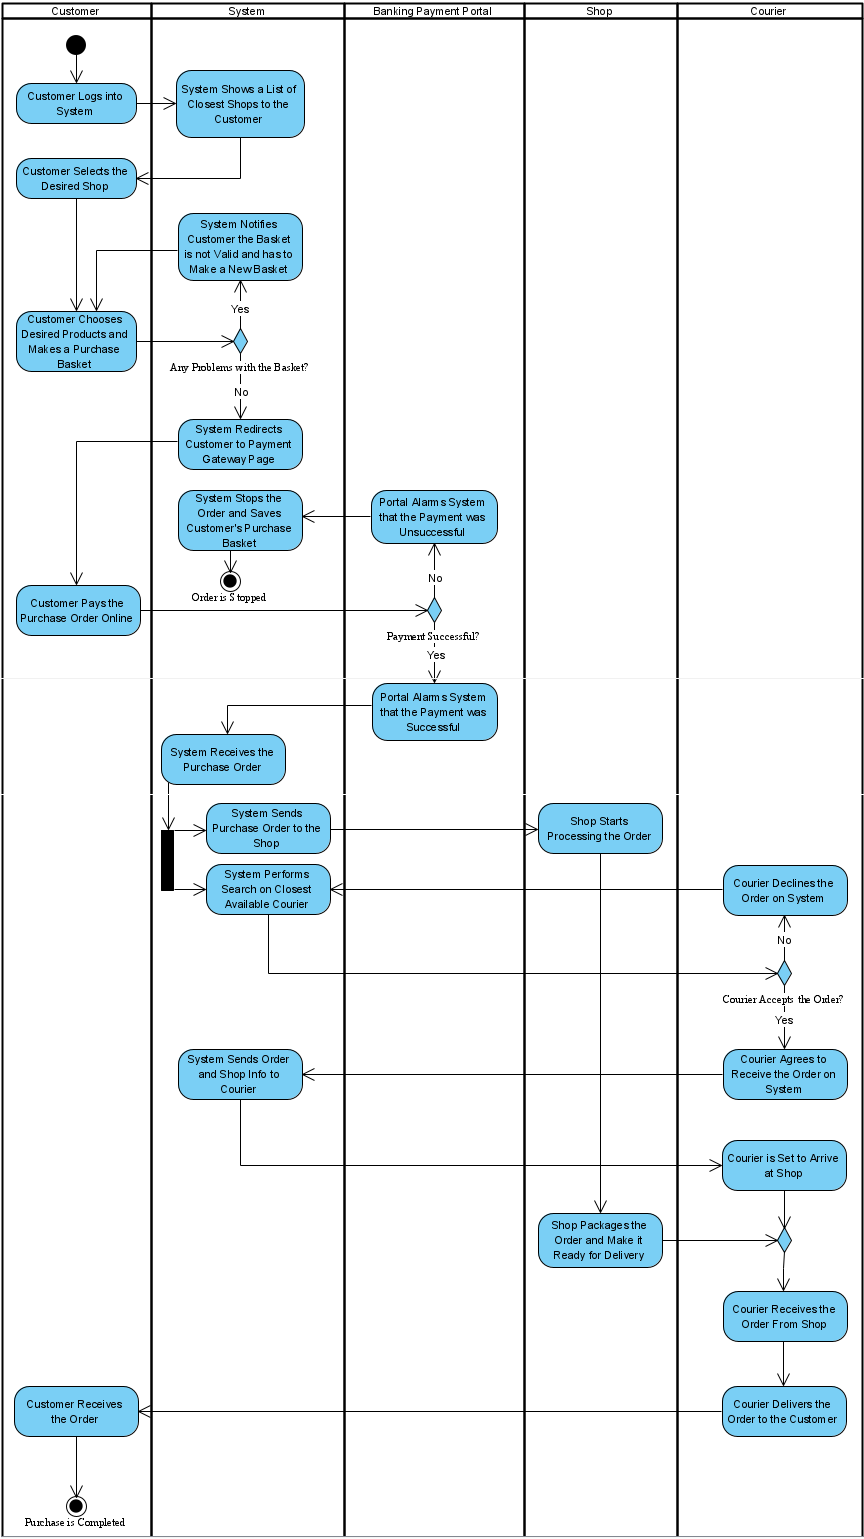 Customer
System
Banking Payment Portal
Shop
Courier
Customer Logs into
System
System Shows a List of
Closest Shops to the
Customer
Customer Selects the
Desired Shop
System Notifies
Customer the Basket
is not Valid and has to
Make a New Basket
Yes
Customer Chooses
Desired Products and
Makes a Purchase
Basket
Any Problems with the Basket?
No
System Redirects
Customer to Payment
Gateway Page
System Stops the
Order and Saves
Customer's Purchase
Basket
Portal Alarms System
that the Payment was
Unsuccessful
No
Order is Stopped
Customer Pays the
Purchase Order Online
Payment Successful?
Yes
Portal Alarms System
that the Payment was
Successful
System Receives the
Purchase Order
System Sends
Purchase Order to the
Shop
Shop Starts
Processing the Order
System Performs
Search on Closest
Available Courier
Courier Declines the
Order on System
No
Courier Accepts the Order?
Yes
System Sends Order
and Shop Info to
Courier
Courier Agrees to
Receive the Order on
System
Courier is Set to Arrive
at Shop
Shop Packages the
Order and Make it
Ready for Delivery
Courier Receives the
Order From Shop
Customer Receives
the Order
Courier Delivers the
Order to the Customer
Purchase is Completed